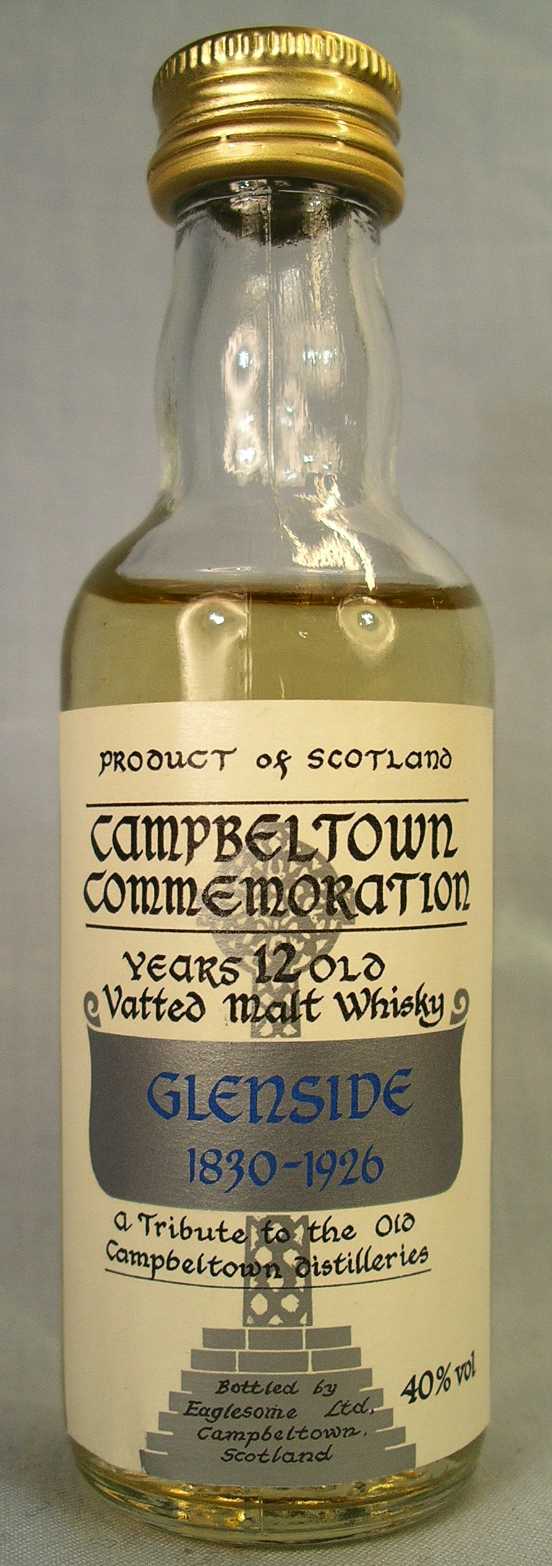 PRODUCT of SCOTLAND
CAMPBELTOWN
COMMEMORATION
YEARS 12 OLD
Vatted Malt Whisky
GLENSIDE
1830-1926
a Tribute to the Old
Campbeltown distilleries
Bottled by
Eaglesome Ltd,
Campbeltown,
Scotland
40% vol